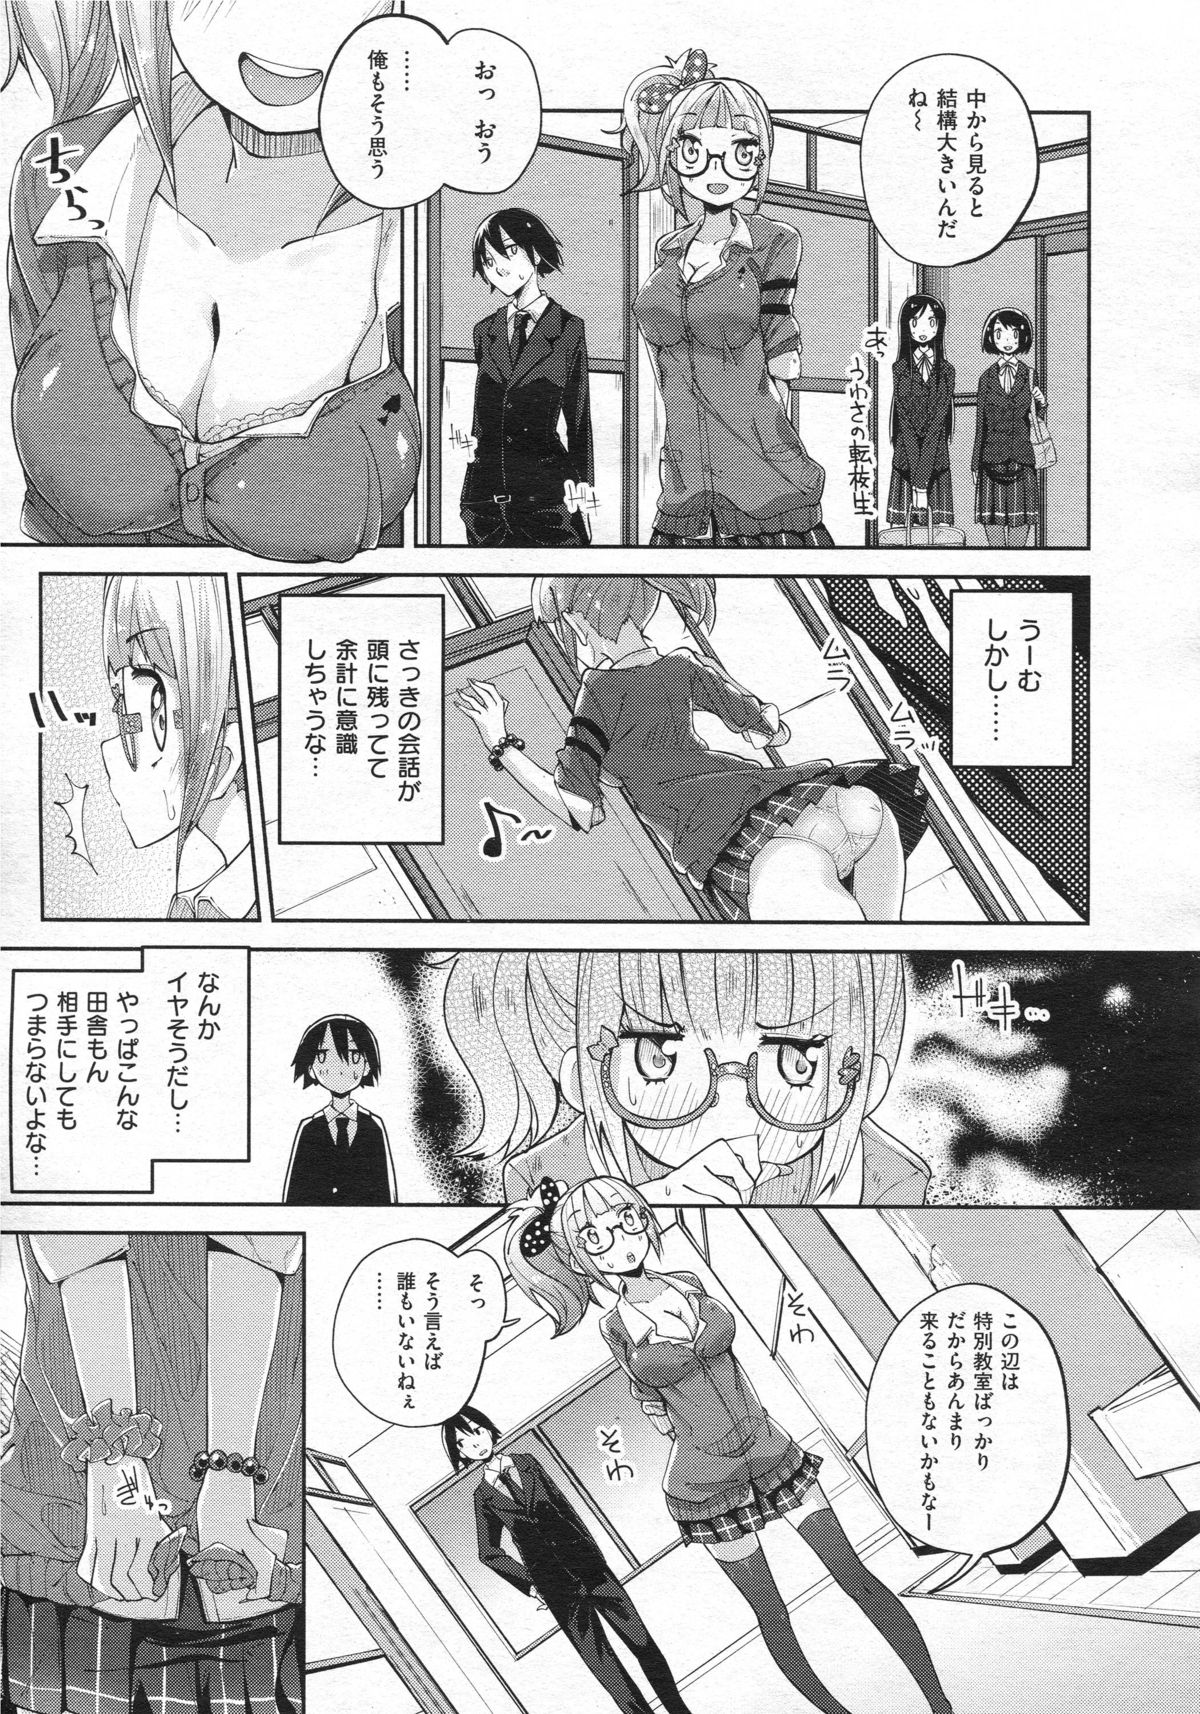 中から見ると
結構大きいんだ
ね～
あっ
うわさの転校生
おっ おう
……
俺もそう思う
ドキ
ドキ
ちらっ
うーむ
しかし……
ムラ
ムラ
さっきの会話が
頭に残ってて
余計に意識
しちゃうな…
♪～
ハッ
ドキ…
なんか
イヤそうだし…
やっぱこんな
田舎もん
相手にしても
つまらないよな…
この辺は
特別教室ばっかり
だからあんまり
来ることもないかもなー
そわ
そわ
そっ
そう言えば
誰もいないねぇ
……
ぎゅっ